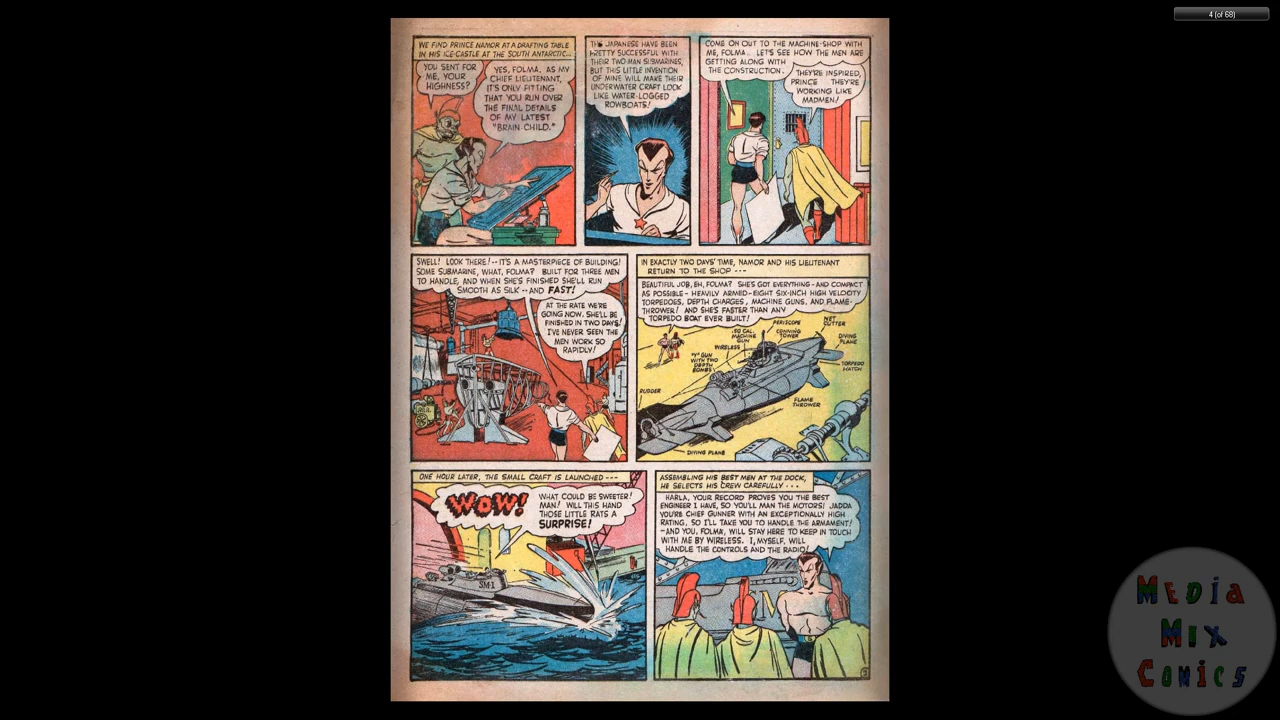 4 (of 68)
WE FIND PRINCE NAMOR AT A DRAFTING TABLE
IN HIS ICE-CASTLE AT THE SOUTH ANTARCTIC...
YOU SENT FOR
ME, YOUR
HIGHNESS?
YES, FOLMA. AS MY
CHIEF LIEUTENANT,
IT'S ONLY FITTING
THAT YOU RUN OVER
THE FINAL DETAILS
OF MY LATEST
"BRAIN-CHILD."
THE JAPANESE HAVE BEEN
PRETTY SUCCESSFUL WITH
THEIR TWO MAN SUBMARINES,
BUT THIS LITTLE INVENTION
OF MINE WILL MAKE THEIR
UNDERWATER CRAFT LOOK
LIKE WATER-LOGGED
ROWBOATS!
COME ON OUT TO THE MACHINE-SHOP WITH
ME, FOLMA.. LET'S SEE HOW THE MEN ARE
GETTING ALONG WITH
THE CONSTRUCTION.
THEY'RE INSPIRED,
PRINCE THEY'RE
WORKING LIKE
MADMEN!
SWELL! LOOK THERE!--IT'S A MASTERPIECE OF BUILDING!
SOME SUBMARINE, WHAT, FOLMA? BUILT FOR THREE MEN
TO HANDLE, AND WHEN SHE'S FINISHED SHE'LL RUN
SMOOTH AS SILK--AND FAST!
AT THE RATE WE'RE
GOING NOW. SHE'LL BE
FINISHED IN TWO DAYS!
I'VE NEVER SEEN THE
MEN WORK SO
RAPIDLY!
IN EXACTLY TWO DAYS' TIME, NAMOR AND HIS LIEUTENANT
RETURN TO THE SHOP ---
BEAUTIFUL JOB, EH, FOLMA? SHE'S GOT EVERYTHING-AND COMPACT
AS POSSIBLE- HEAVILY ARMED-EIGHT SIX-INCH HIGH VELOCITY
TORPEDOES, DEPTH CHARGES, MACHINE GUNS, AND FLAME-
THROWER! AND SHE'S FASTER THAN ANY
TORPEDO BOAT EVER BUILT!
PERISCOPE
NET
CUTTER
.50 CAL.
MACHINE
GUN
CONNING
TOWER
DIVING
PLANE
WIRELESS
"Y" GUN
WITH TWO
DEPTH
BOMBS
TORPEDO
HATCH
RUDDER
FLAME
THROWER
DIVING PLANE
ONE HOUR LATER, THE SMALL CRAFT IS LAUNCHED---
WOW!
WHAT COULD BE SWEETER!
MAN! WILL THIS HAND
THOSE LITTLE RATS A
SURPRISE!
SM-1
ASSEMBLING HIS BEST MEN AT THE DOCK,
HE SELECTS HIS CREW CAREFULLY...
HARLA, YOUR RECORD PROVES YOU THE BEST
ENGINEER I HAVE, SO YOU'LL MAN THE MOTORS! JADDA
YOU'RE CHIEF GUNNER WITH AN EXCEPTIONALLY HIGH
RATING, SO I'LL TAKE YOU TO HANDLE THE ARMAMENT!
-AND YOU, FOLMA, WILL STAY HERE TO KEEP IN TOUCH
WITH ME BY WIRELESS. I, MYSELF, WILL
HANDLE THE CONTROLS AND THE RADIO!
Media
Mix
Comics